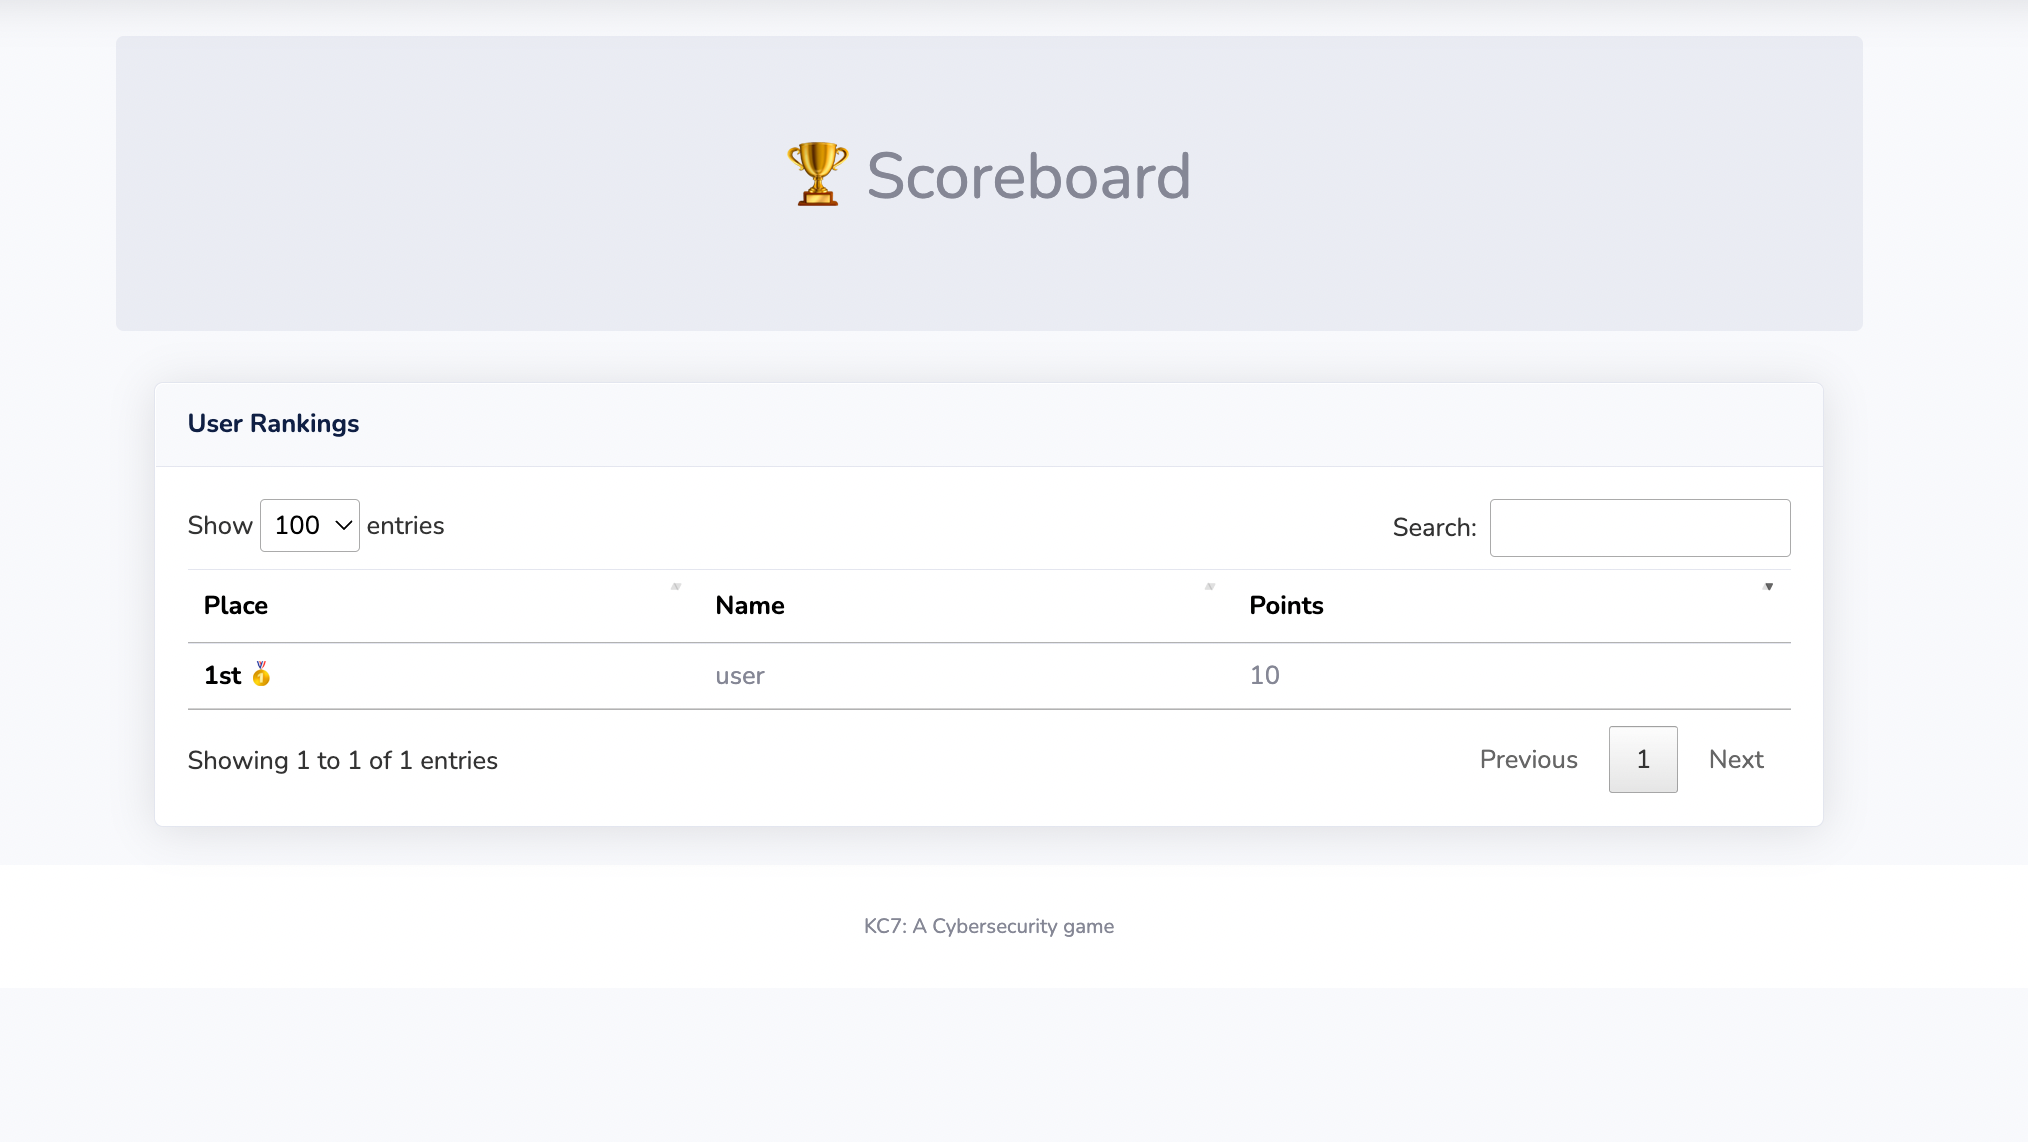 🏆 Scoreboard
User Rankings
Show 100 entries
Search:
Place Name Points
1st 🏅 user 10
Showing 1 to 1 of 1 entries
Previous 1 Next
KC7: A Cybersecurity game